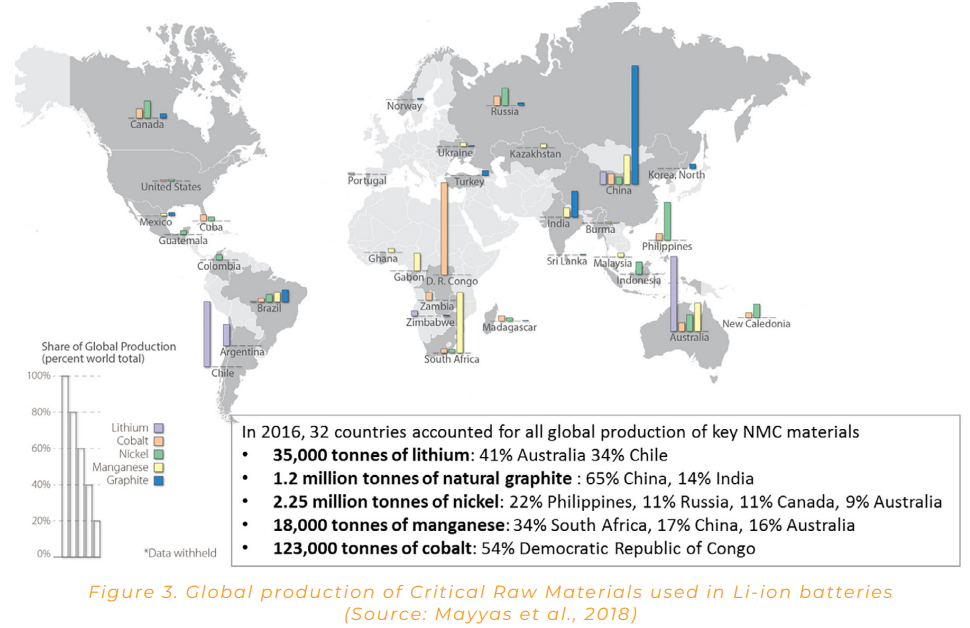 Norway
Russia
Canada
Ukraine
Kazakhstan
United States
Portugal
Turkey
China
Korea, North
Mexico
Cuba
India
Burma
Guatemala
Philippines
Ghana
Sri Lanka
Malaysia
Colombia
Gabon
D. R. Congo
Indonesia
Zambia
Brazil
Zimbabwe
Madagascar
New Caledonia
Australia
Argentina
South Africa
Chile
Share of Global Production
(percent world total)
100%
80%
60%
40%
20%
0%
Lithium
Cobalt
Nickel
Manganese
Graphite
*Data withheld
In 2016, 32 countries accounted for all global production of key NMC materials
• 35,000 tonnes of lithium: 41% Australia 34% Chile
• 1.2 million tonnes of natural graphite : 65% China, 14% India
• 2.25 million tonnes of nickel: 22% Philippines, 11% Russia, 11% Canada, 9% Australia
• 18,000 tonnes of manganese: 34% South Africa, 17% China, 16% Australia
• 123,000 tonnes of cobalt: 54% Democratic Republic of Congo
Figure 3. Global production of Critical Raw Materials used in Li-ion batteries
(Source: Mayyas et al., 2018)